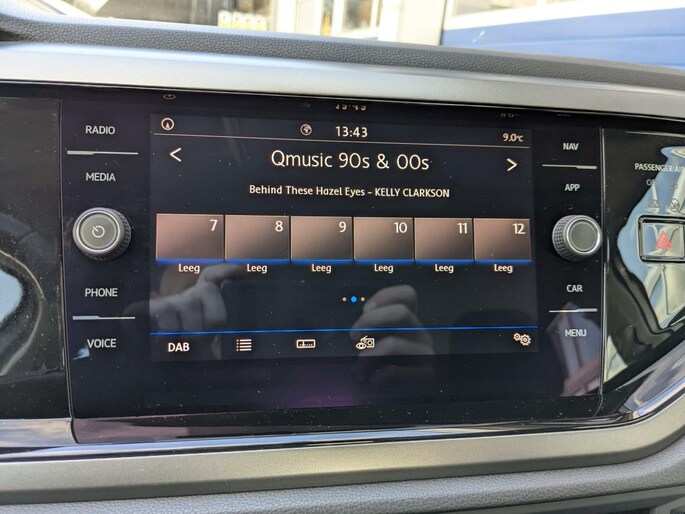 RADIO
MEDIA
PHONE
VOICE
13:43
9.0°C
Qmusic 90s & 00s
Behind These Hazel Eyes - KELLY CLARKSON
7 8 9 10 11 12
Leeg Leeg Leeg Leeg Leeg Leeg
DAB
NAV
APP
CAR
MENU
PASSENGER AI